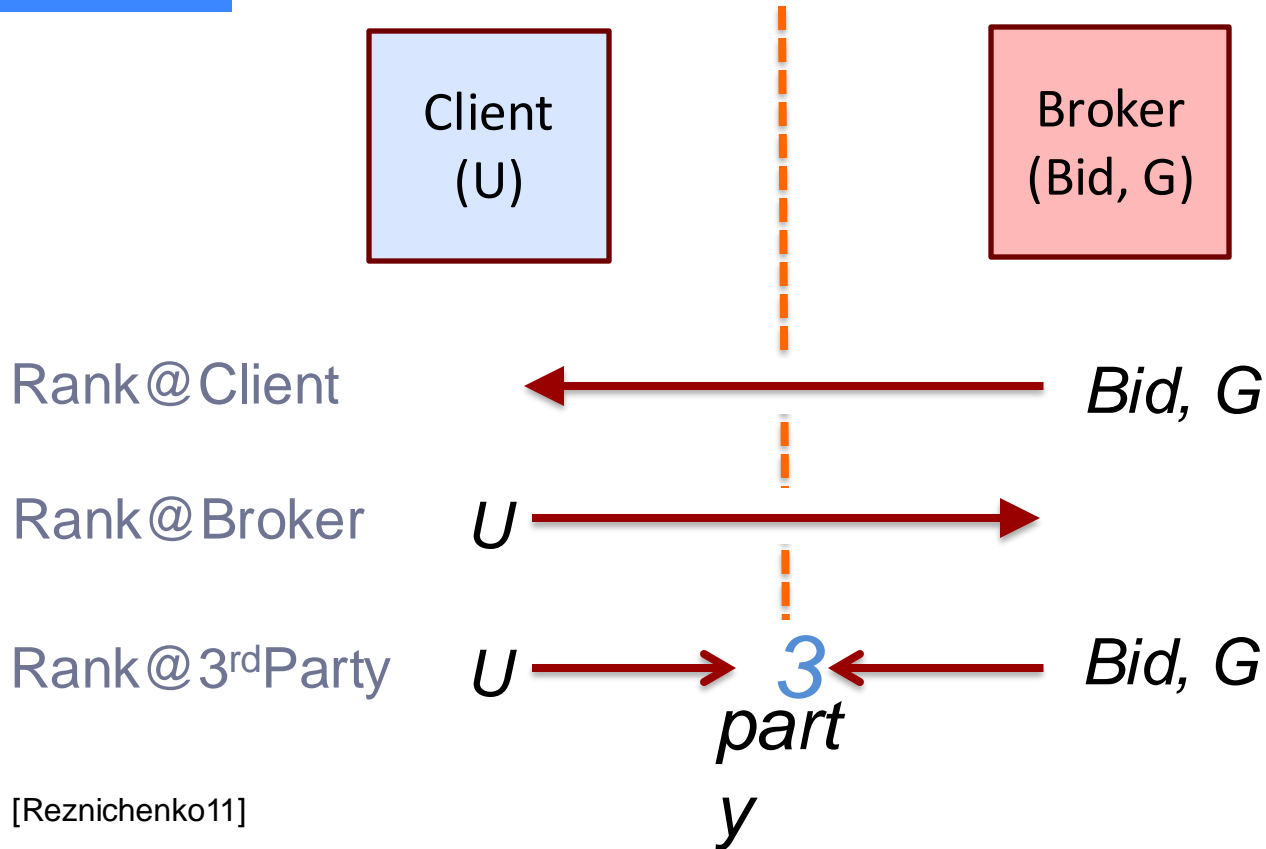 Client
(U)
Broker
(Bid, G)
Rank@Client
Bid, G
Rank@Broker
U
Rank@3rdParty
U
3
Bid, G
part
y
[Reznichenko11]